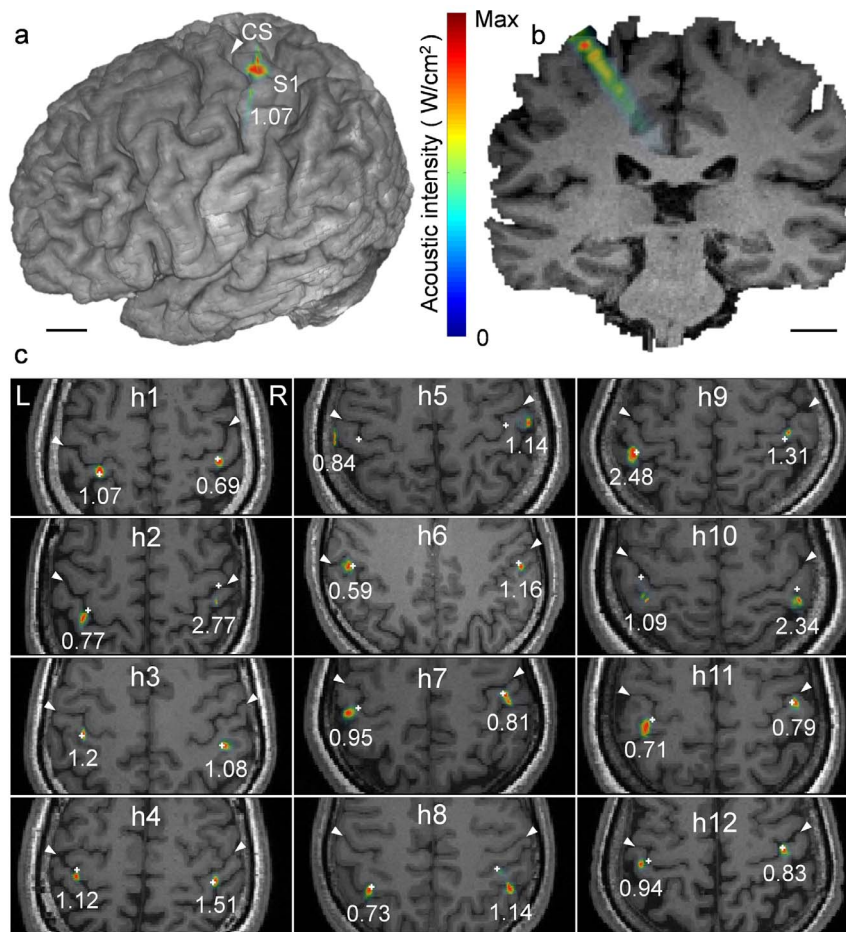 a
CS
S1
1.07
Max
Acoustic intensity ( W/cm² )
0
b
c
L
h1
R
1.07
0.69
h5
0.84
1.14
h9
2.48
1.31
h2
0.77
2.77
h6
0.59
1.16
h10
1.09
2.34
h3
1.2
1.08
h7
0.95
0.81
h11
0.71
0.79
h4
1.12
1.51
h8
0.73
1.14
h12
0.94
0.83